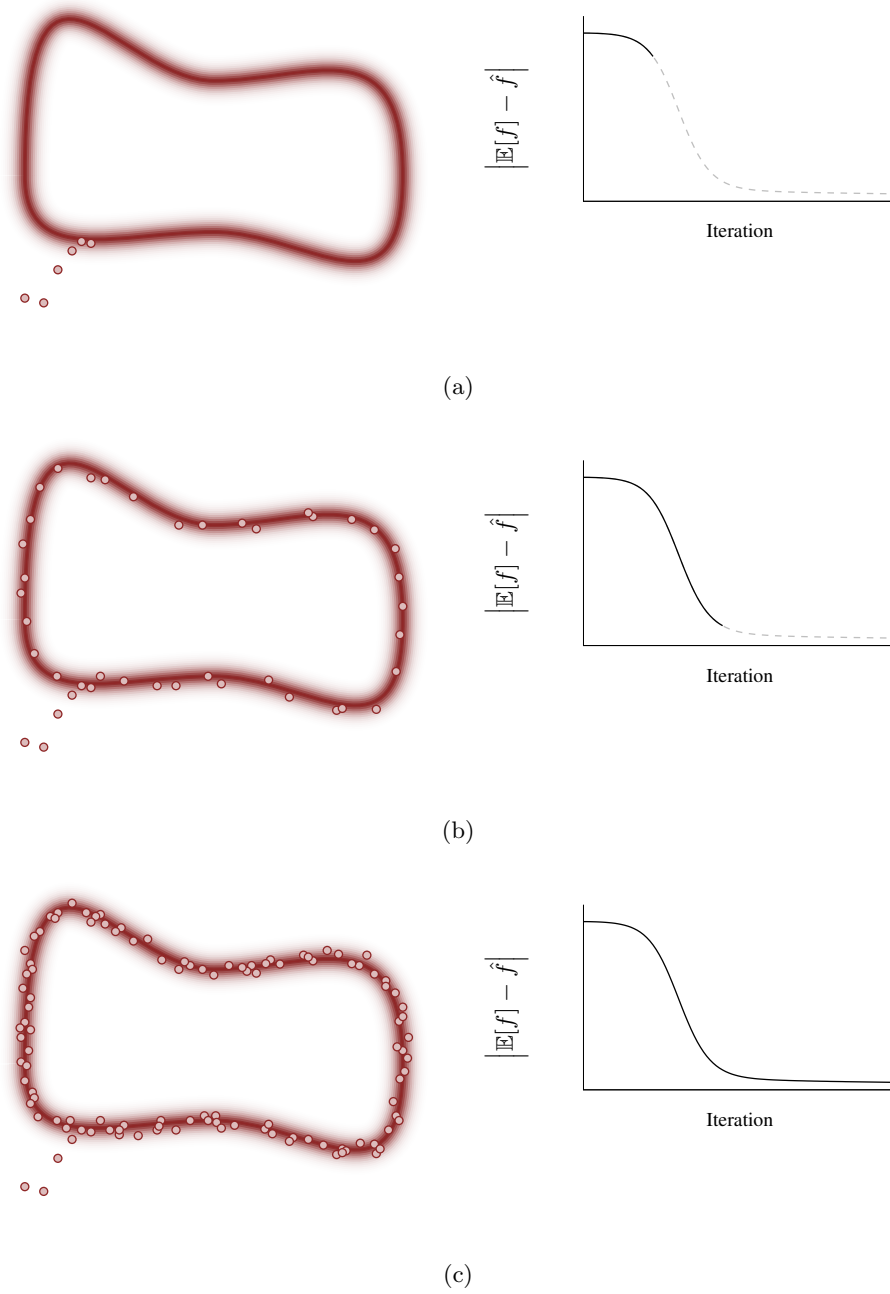 |𝔼[f] − f̂|
Iteration
(a)
|𝔼[f] − f̂|
Iteration
(b)
|𝔼[f] − f̂|
Iteration
(c)